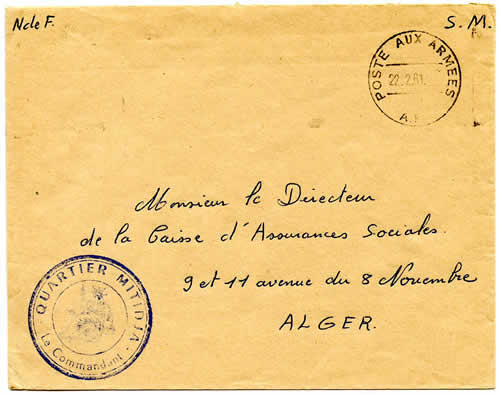 N de F. S. M.
POSTE AUX ARMEES
22.2.61.
A.F
Monsieur le Directeur
de la Caisse d'Assurances Sociales.
9 et 11 avenue du 8 Novembre
ALGER.
QUARTIER MITIDJA
Le Commandant